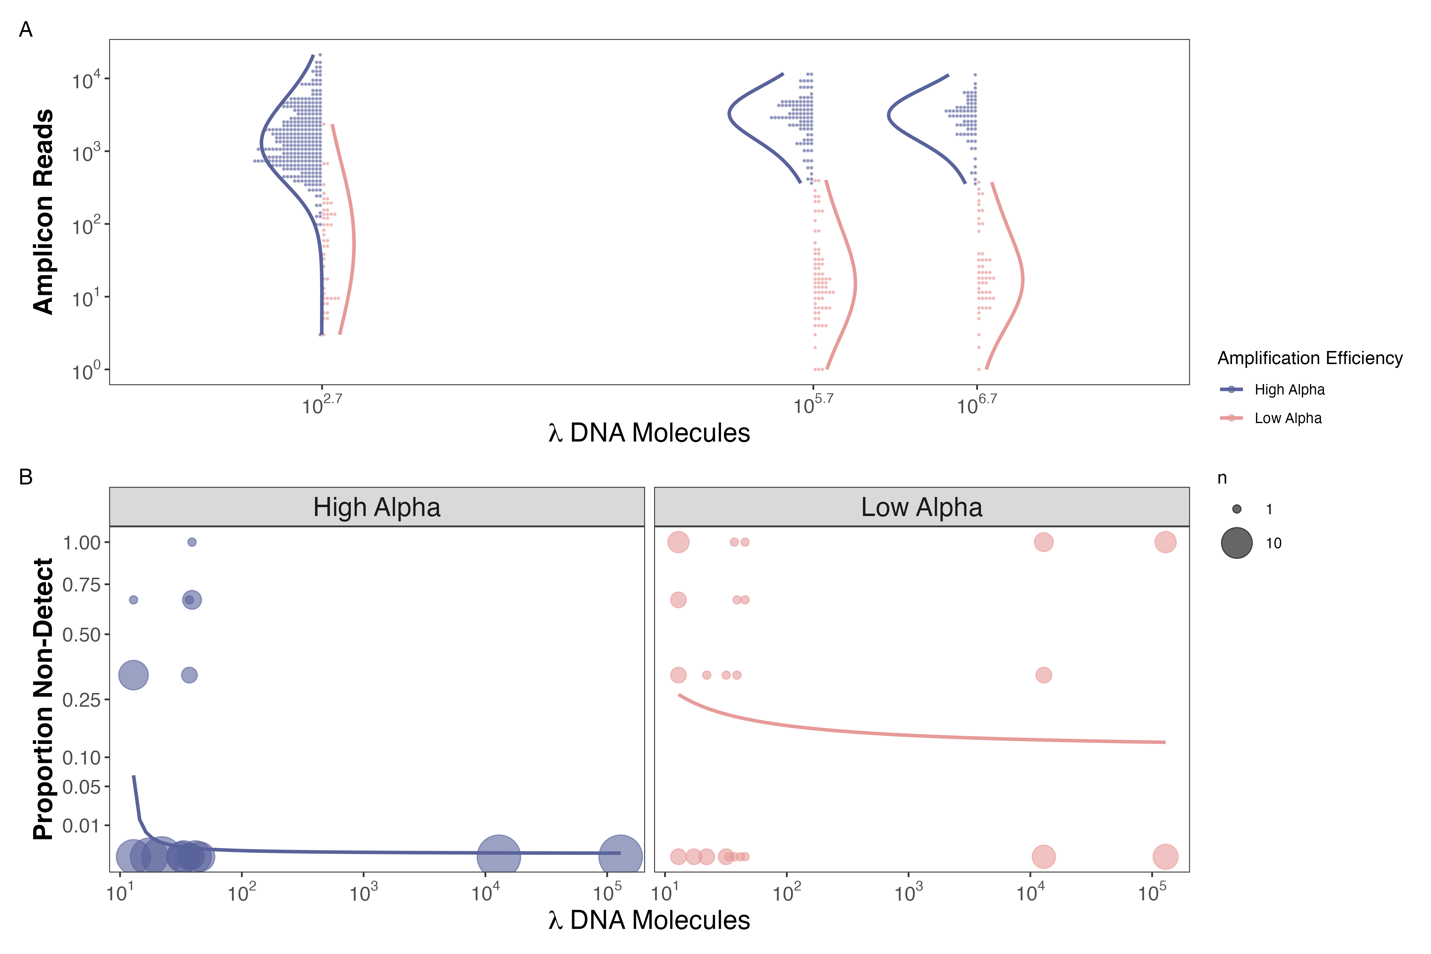 A
Amplicon Reads
10^4
10^3
10^2
10^1
10^0
10^2.7
10^5.7
10^6.7
λ DNA Molecules
Amplification Efficiency
High Alpha
Low Alpha
n
1
10
B
High Alpha
Low Alpha
Proportion Non-Detect
1.00
0.75
0.50
0.25
0.10
0.05
0.01
10^1
10^2
10^3
10^4
10^5
10^1
10^2
10^3
10^4
10^5
λ DNA Molecules